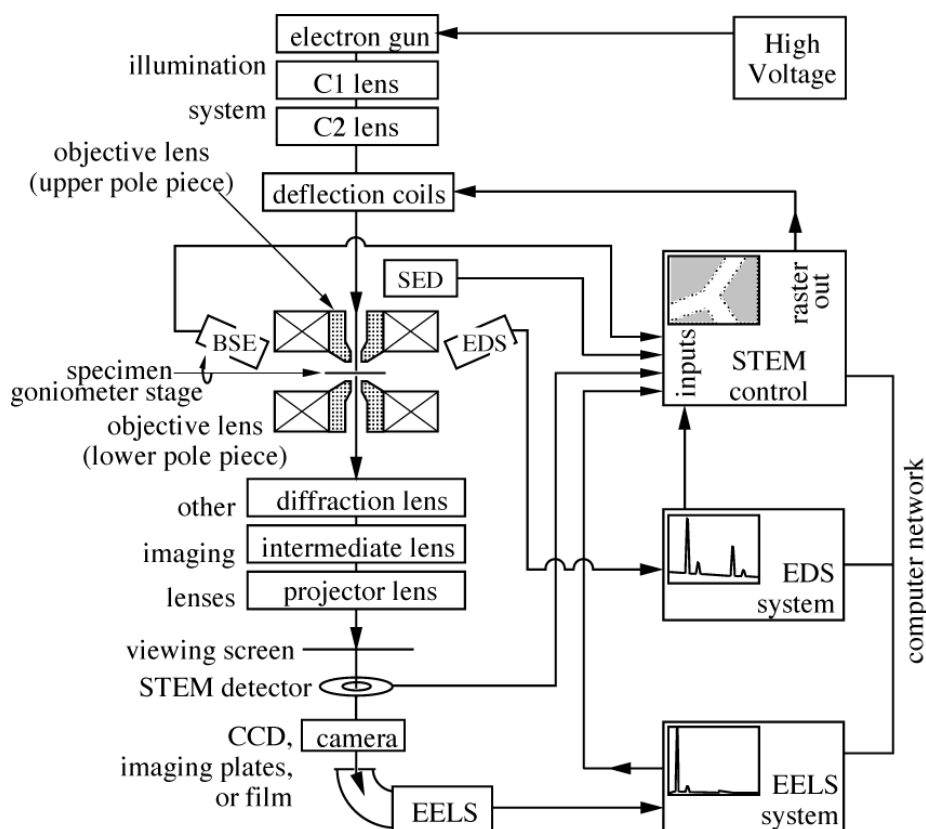 electron gun
High
Voltage
illumination
system
C1 lens
C2 lens
objective lens
(upper pole piece)
deflection coils
SED
raster
out
inputs
STEM
control
BSE
EDS
specimen
goniometer stage
objective lens
(lower pole piece)
other
imaging
lenses
diffraction lens
intermediate lens
projector lens
EDS
system
computer network
viewing screen
STEM detector
CCD,
imaging plates,
or film
camera
EELS
EELS
system